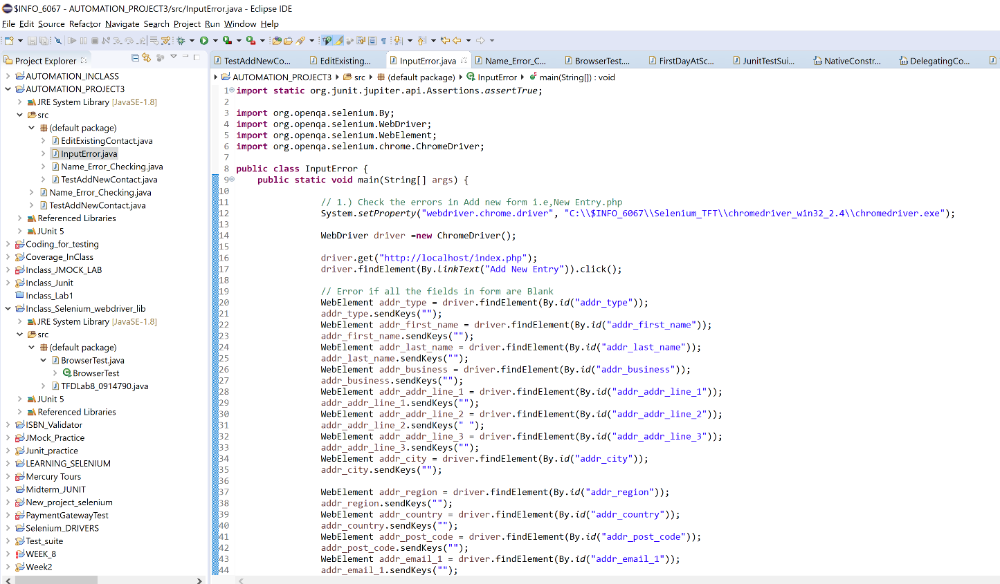 $INFO_6067 - AUTOMATION_PROJECT3/src/InputError.java - Eclipse IDE
File Edit Source Refactor Navigate Search Project Run Window Help
Project Explorer
AUTOMATION_INCLASS
AUTOMATION_PROJECT3
JRE System Library [JavaSE-1.8]
src
(default package)
EditExistingContact.java
InputError.java
Name_Error_Checking.java
TestAddNewContact.java
Name_Error_Checking.java
TestAddNewContact.java
Referenced Libraries
JUnit 5
Coding_for_testing
Coverage_InClass
Inclass_JMOCK_LAB
Inclass_Junit
Inclass_Lab1
Inclass_Selenium_webdriver_lib
JRE System Library [JavaSE-1.8]
src
(default package)
BrowserTest.java
BrowserTest
TFDLab8_0914790.java
JUnit 5
Referenced Libraries
ISBN_Validator
JMock_Practice
Junit_practice
LEARNING_SELENIUM
Mercury Tours
Midterm_JUNIT
New_project_selenium
PaymentGatewayTest
Selenium_DRIVERS
Test_suite
WEEK_8
Week2
TestAddNewCo... EditExisting... InputError.java Name_Error_C... BrowserTest.... FirstDayAtSc... JunitTestSui... NativeConstr... DelegatingCo...
AUTOMATION_PROJECT3 src (default package) InputError main(String[]) : void
1 import static org.junit.jupiter.api.Assertions.assertTrue;
2
3 import org.openqa.selenium.By;
4 import org.openqa.selenium.WebDriver;
5 import org.openqa.selenium.WebElement;
6 import org.openqa.selenium.chrome.ChromeDriver;
7
8 public class InputError {
9 public static void main(String[] args) {
10
11 // 1.) Check the errors in Add new form i.e,New Entry.php
12 System.setProperty("webdriver.chrome.driver", "C:\\$INFO_6067\\Selenium_TFT\\chromedriver_win32_2.4\\chromedriver.exe");
13
14 WebDriver driver =new ChromeDriver();
15
16 driver.get("http://localhost/index.php");
17 driver.findElement(By.linkText("Add New Entry")).click();
18
19 // Error if all the fields in form are Blank
20 WebElement addr_type = driver.findElement(By.id("addr_type"));
21 addr_type.sendKeys("");
22 WebElement addr_first_name = driver.findElement(By.id("addr_first_name"));
23 addr_first_name.sendKeys("");
24 WebElement addr_last_name = driver.findElement(By.id("addr_last_name"));
25 addr_last_name.sendKeys("");
26 WebElement addr_business = driver.findElement(By.id("addr_business"));
27 addr_business.sendKeys("");
28 WebElement addr_addr_line_1 = driver.findElement(By.id("addr_addr_line_1"));
29 addr_addr_line_1.sendKeys("");
30 WebElement addr_addr_line_2 = driver.findElement(By.id("addr_addr_line_2"));
31 addr_addr_line_2.sendKeys(" ");
32 WebElement addr_addr_line_3 = driver.findElement(By.id("addr_addr_line_3"));
33 addr_addr_line_3.sendKeys("");
34 WebElement addr_city = driver.findElement(By.id("addr_city"));
35 addr_city.sendKeys("");
36
37 WebElement addr_region = driver.findElement(By.id("addr_region"));
38 addr_region.sendKeys("");
39 WebElement addr_country = driver.findElement(By.id("addr_country"));
40 addr_country.sendKeys("");
41 WebElement addr_post_code = driver.findElement(By.id("addr_post_code"));
42 addr_post_code.sendKeys("");
43 WebElement addr_email_1 = driver.findElement(By.id("addr_email_1"));
44 addr_email_1.sendKeys("");